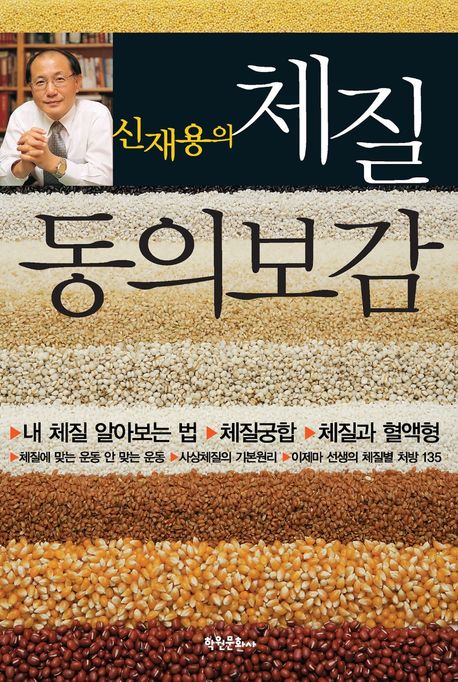 신재용의
체질
동의보감
▶내 체질 알아보는 법 ▶체질궁합 ▶체질과 혈액형
▶체질에 맞는 운동 안 맞는 운동 ▶사상체질의 기본원리 ▶이제마 선생의 체질별 처방 135
학원문화사